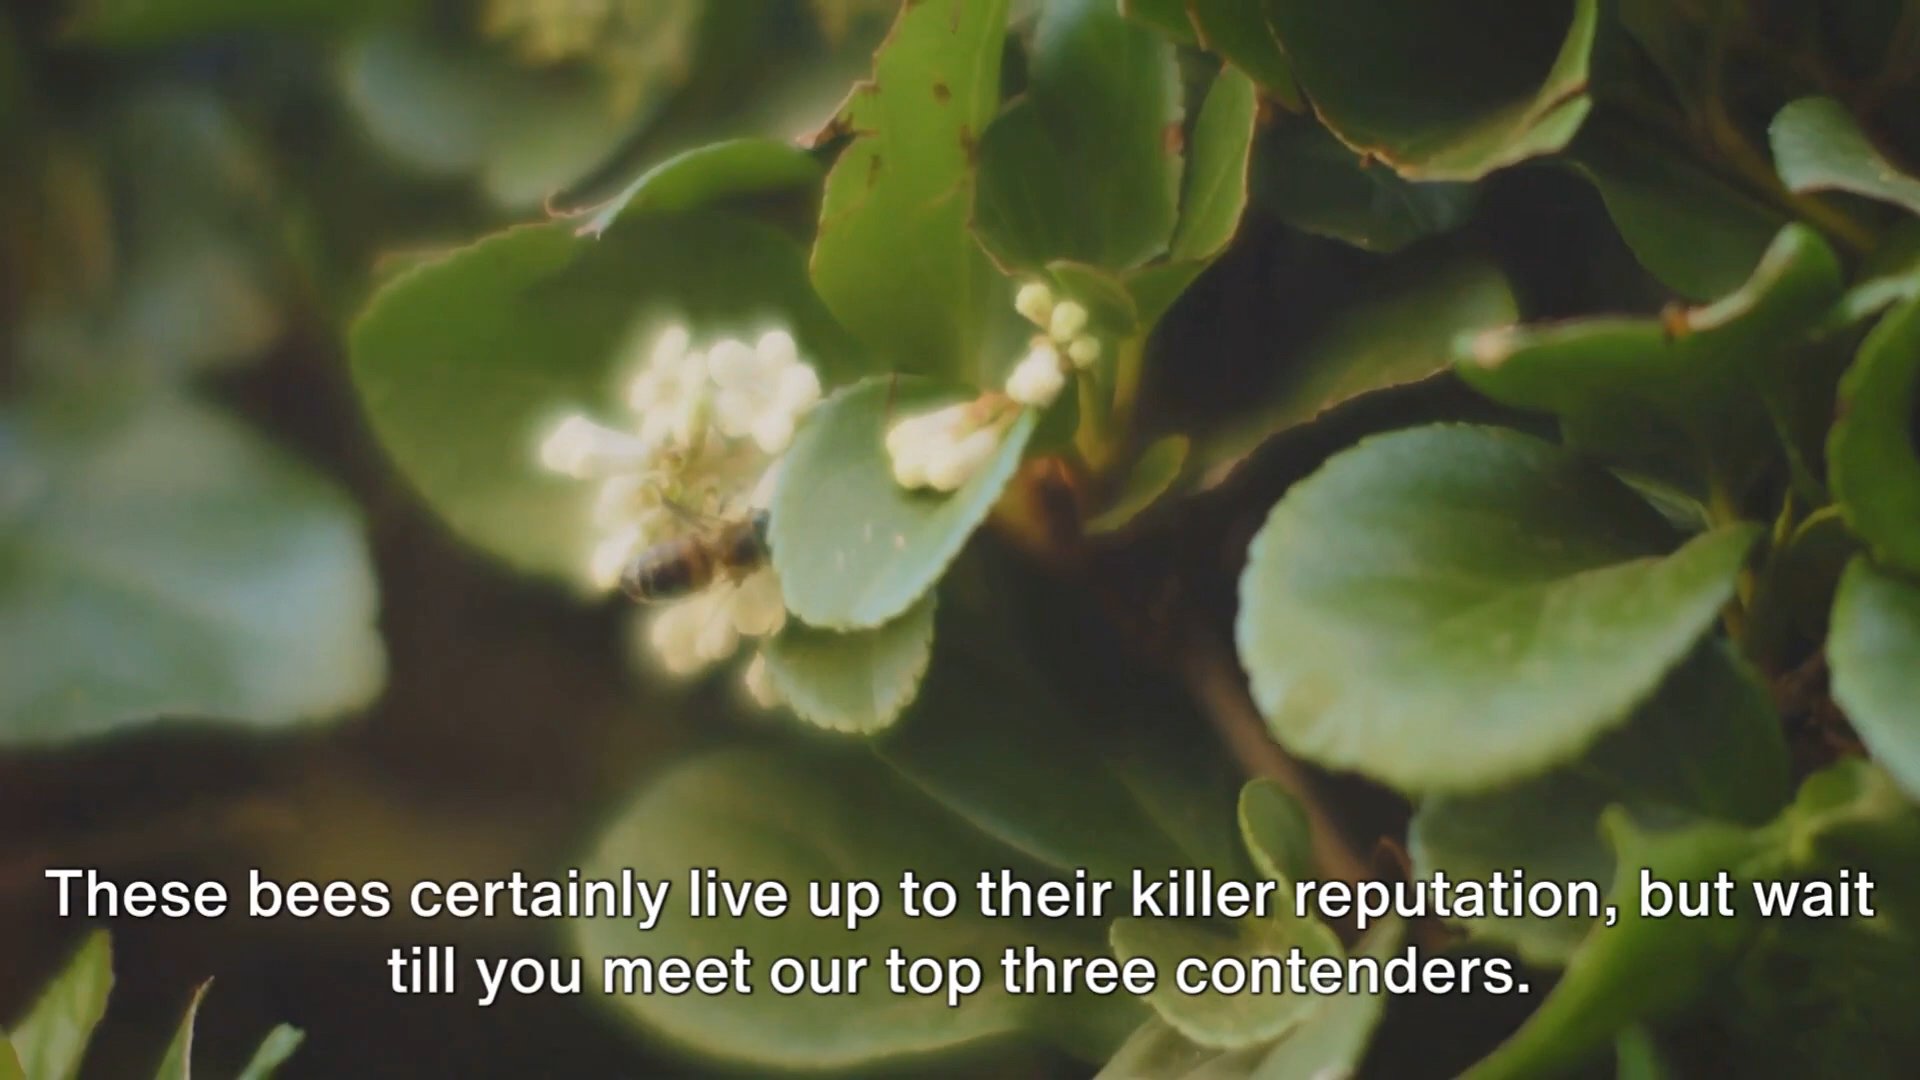 These bees certainly live up to their killer reputation, but wait
till you meet our top three contenders.